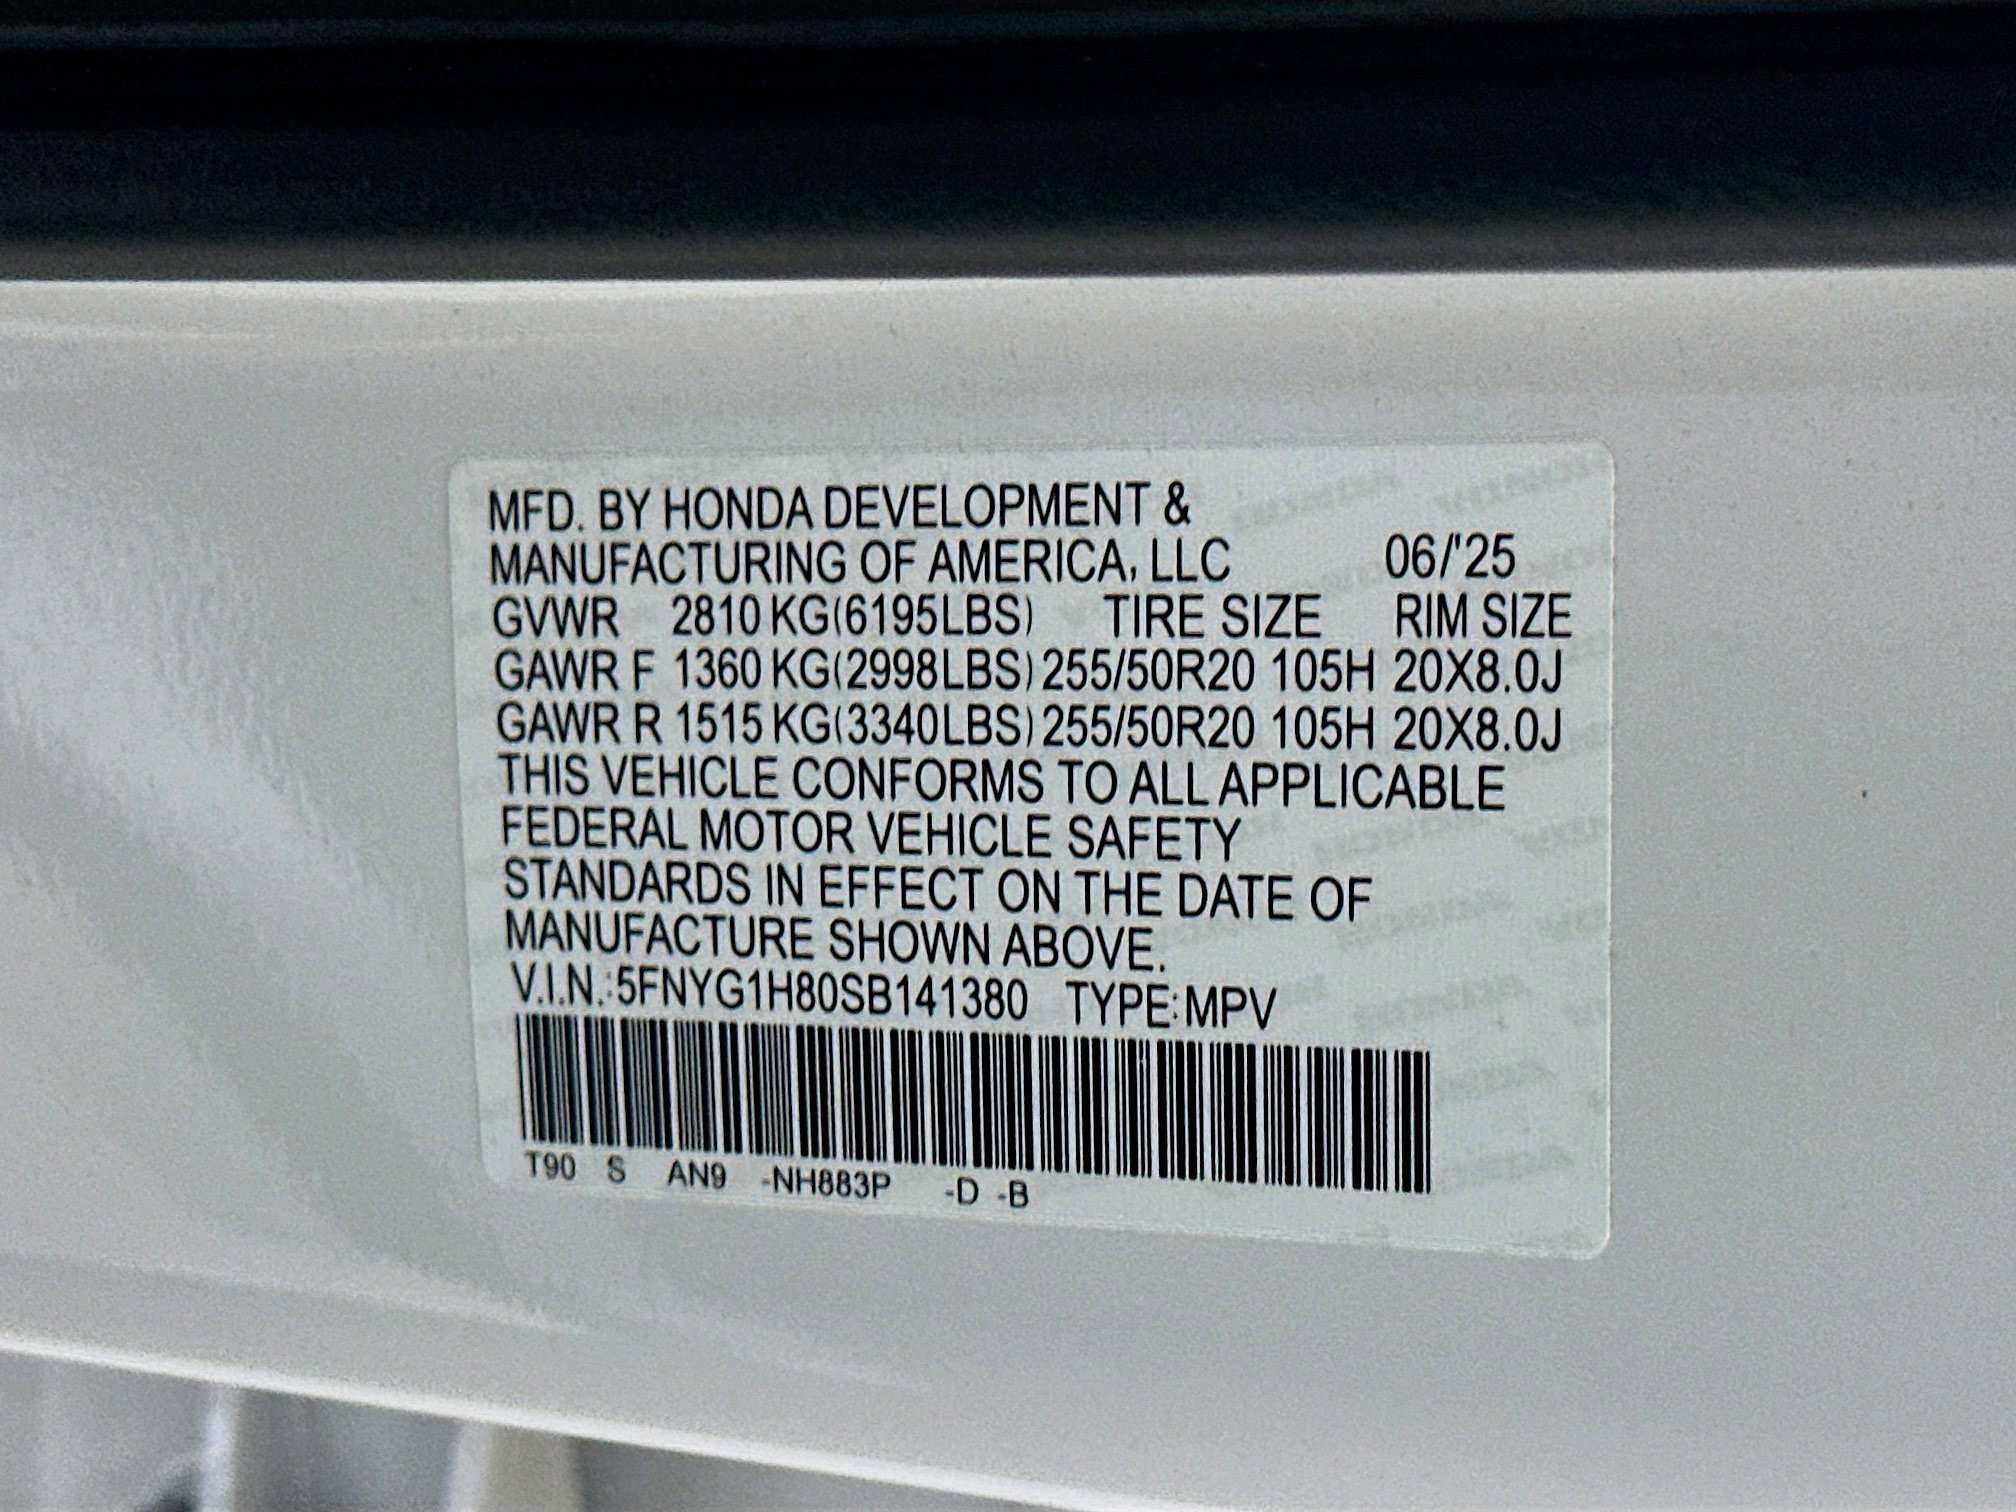 MFD. BY HONDA DEVELOPMENT &
MANUFACTURING OF AMERICA, LLC 06/'25
GVWR 2810 KG(6195LBS) TIRE SIZE RIM SIZE
GAWR F 1360 KG(2998LBS) 255/50R20 105H 20X8.0J
GAWR R 1515 KG(3340LBS) 255/50R20 105H 20X8.0J
THIS VEHICLE CONFORMS TO ALL APPLICABLE
FEDERAL MOTOR VEHICLE SAFETY
STANDARDS IN EFFECT ON THE DATE OF
MANUFACTURE SHOWN ABOVE.
V.I.N.:5FNYG1H80SB141380 TYPE:MPV
T90 S AN9 -NH883P -D -B